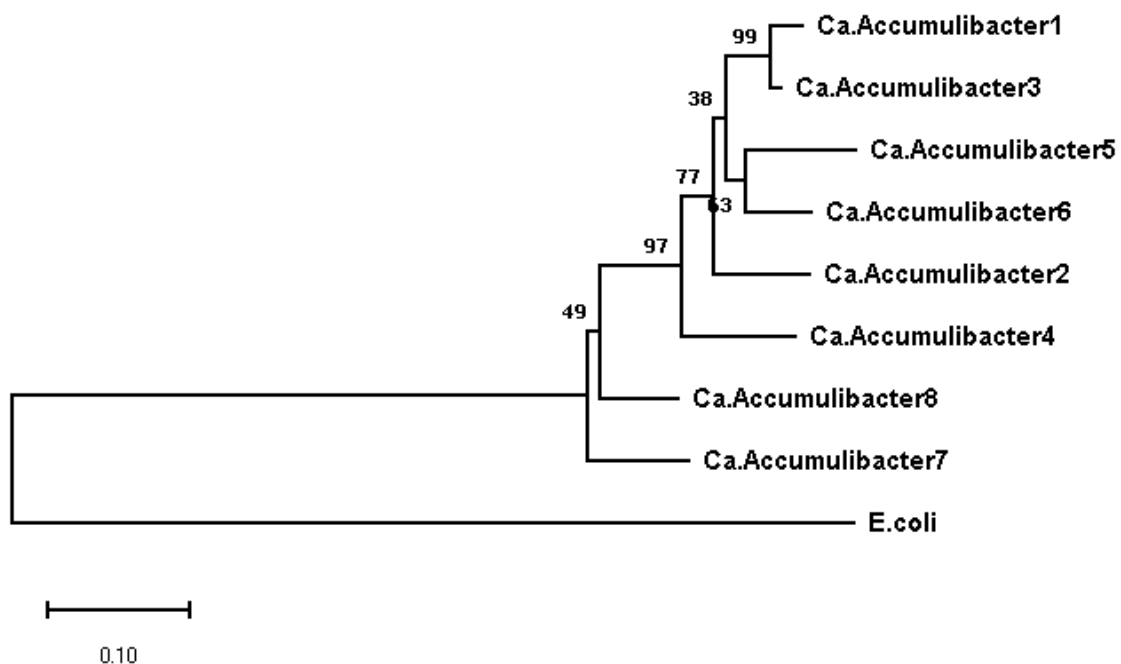 Ca.Accumulibacter1
99
Ca.Accumulibacter3
38
Ca.Accumulibacter5
77
53
Ca.Accumulibacter6
97
Ca.Accumulibacter2
49
Ca.Accumulibacter4
Ca.Accumulibacter8
Ca.Accumulibacter7
E.coli
0.10